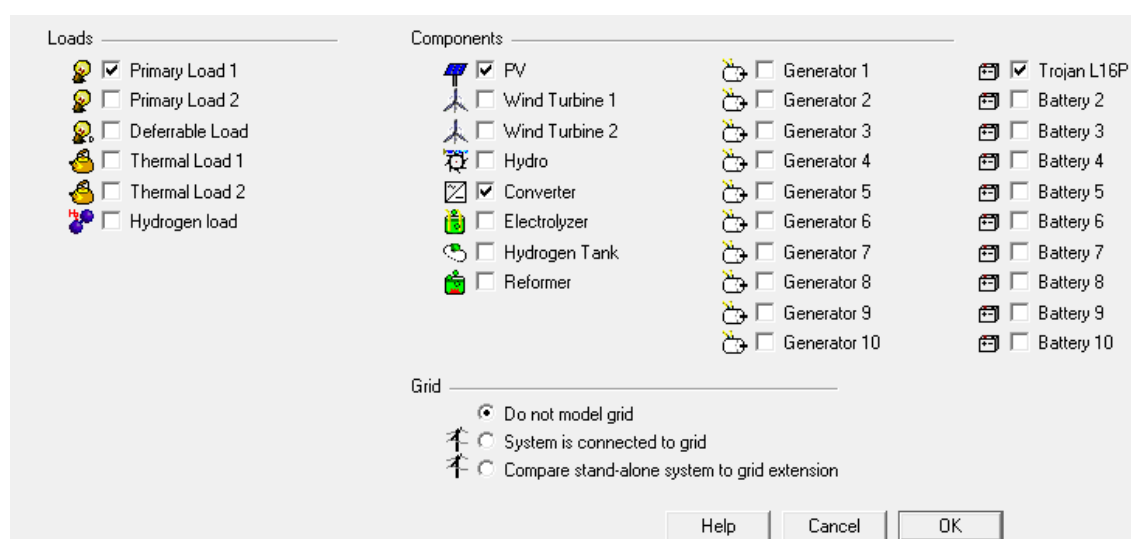 Loads
Components
Primary Load 1
PV
Generator 1
Trojan L16P
Primary Load 2
Wind Turbine 1
Generator 2
Battery 2
Deferrable Load
Wind Turbine 2
Generator 3
Battery 3
Thermal Load 1
Hydro
Generator 4
Battery 4
Thermal Load 2
Converter
Generator 5
Battery 5
Hydrogen load
Electrolyzer
Generator 6
Battery 6
Hydrogen Tank
Generator 7
Battery 7
Reformer
Generator 8
Battery 8
Generator 9
Battery 9
Generator 10
Battery 10
Grid
Do not model grid
System is connected to grid
Compare stand-alone system to grid extension
Help
Cancel
OK